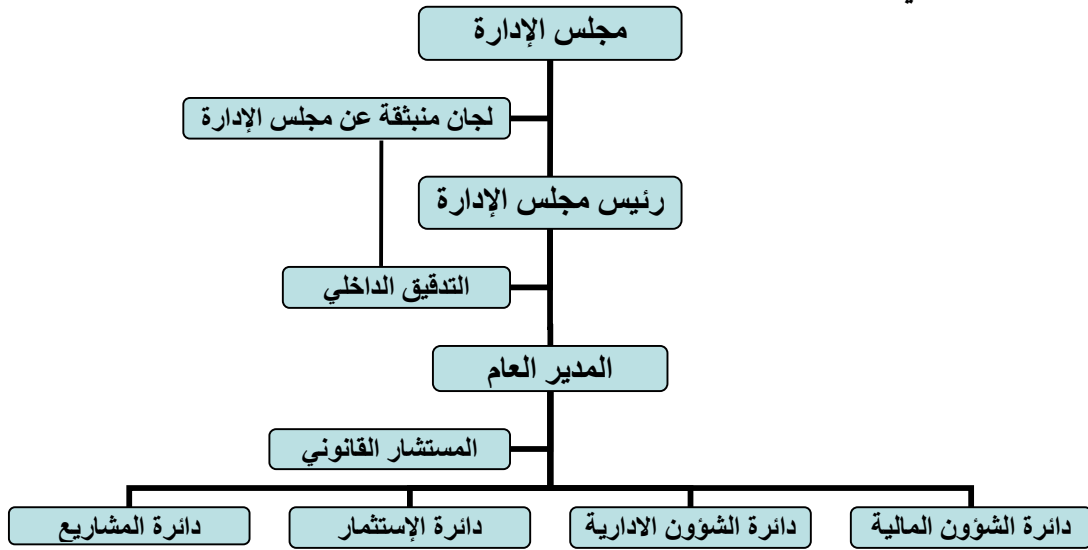 مجلس الإدارة
لجان منبثقة عن مجلس الإدارة
رئيس مجلس الإدارة
التدقيق الداخلي
المدير العام
المستشار القانوني
دائرة الشؤون المالية
دائرة الشؤون الادارية
دائرة الإستثمار
دائرة المشاريع